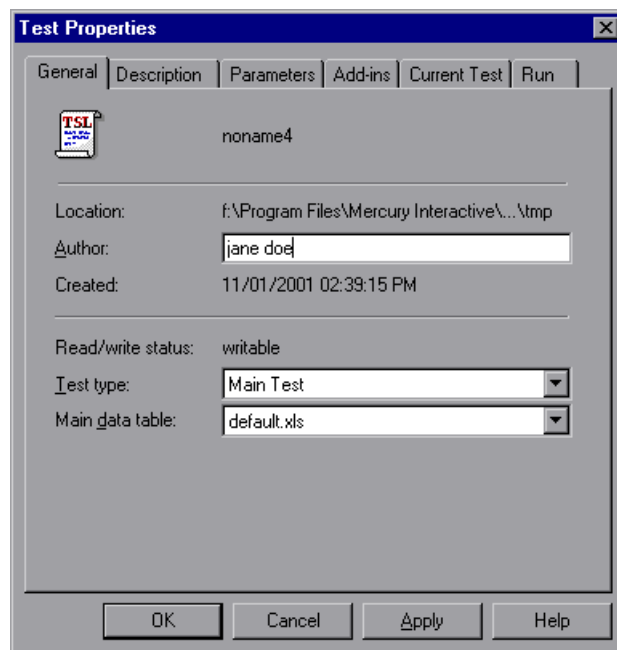 Test Properties
General Description Parameters Add-ins Current Test Run
TSL
noname4
Location: f:\Program Files\Mercury Interactive\...\tmp
Author: jane doe
Created: 11/01/2001 02:39:15 PM
Read/write status: writable
Test type: Main Test
Main data table: default.xls
OK Cancel Apply Help